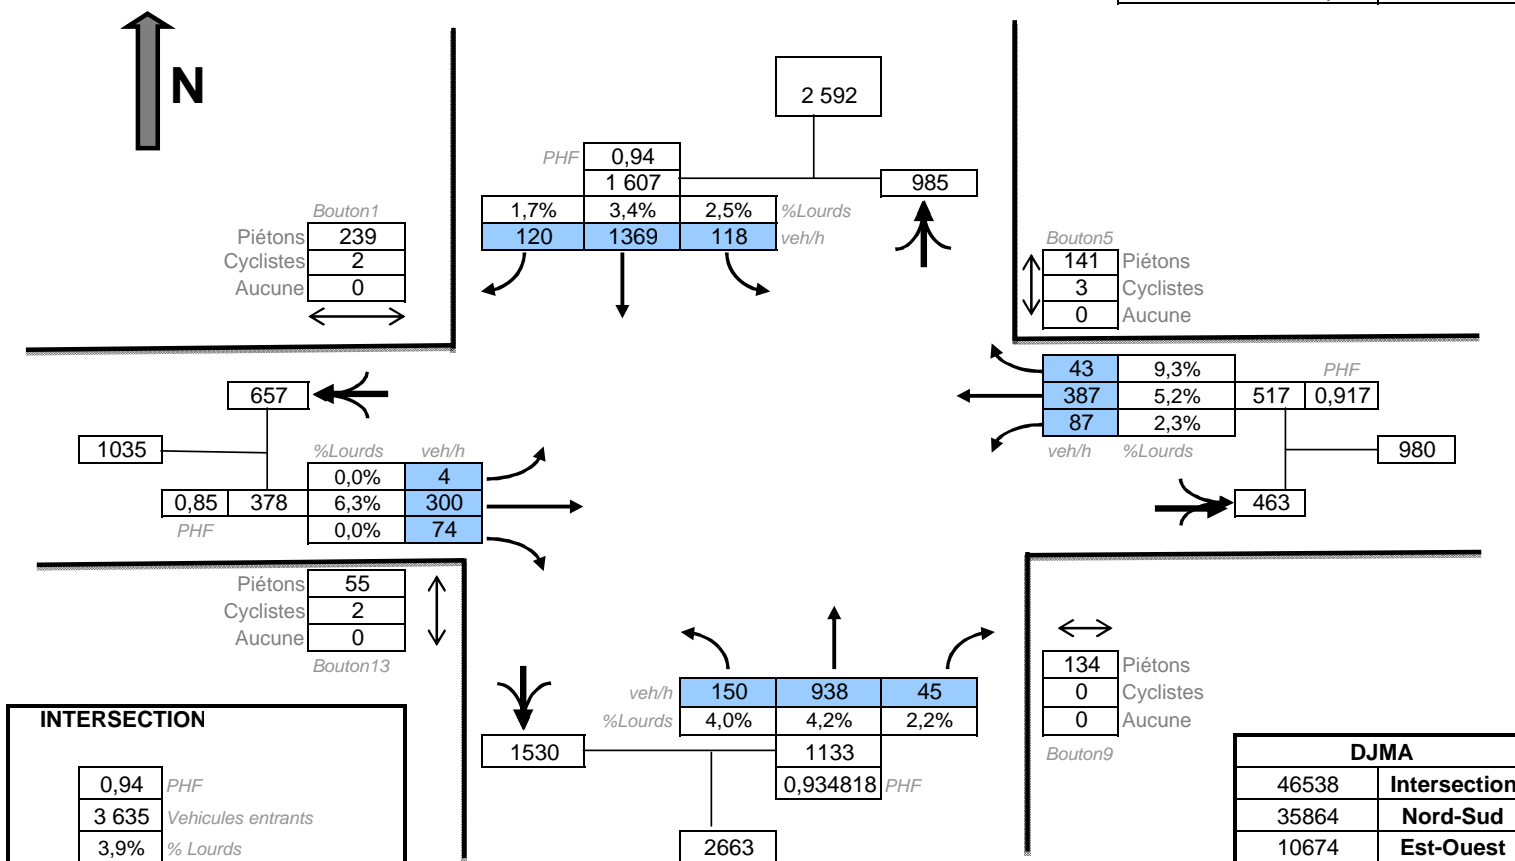 N
2 592
PHF 0,94
1 607 985
1,7% 3,4% 2,5% %Lourds
120 1369 118 veh/h
Bouton1
Piétons 239
Cyclistes 2
Aucune 0
Bouton5
141 Piétons
3 Cyclistes
0 Aucune
657
1035
%Lourds veh/h
0,0% 4
0,85 378 6,3% 300
PHF 0,0% 74
43 9,3% PHF
387 5,2% 517 0,917
87 2,3%
veh/h %Lourds 980
463
Piétons 55
Cyclistes 2
Aucune 0
Bouton13
veh/h 150 938 45
%Lourds 4,0% 4,2% 2,2%
1530 1133
0,934818 PHF
2663
134 Piétons
0 Cyclistes
0 Aucune
Bouton9
INTERSECTION
0,94 PHF
3 635 Vehicules entrants
3,9% % Lourds
DJMA
46538 Intersection
35864 Nord-Sud
10674 Est-Ouest